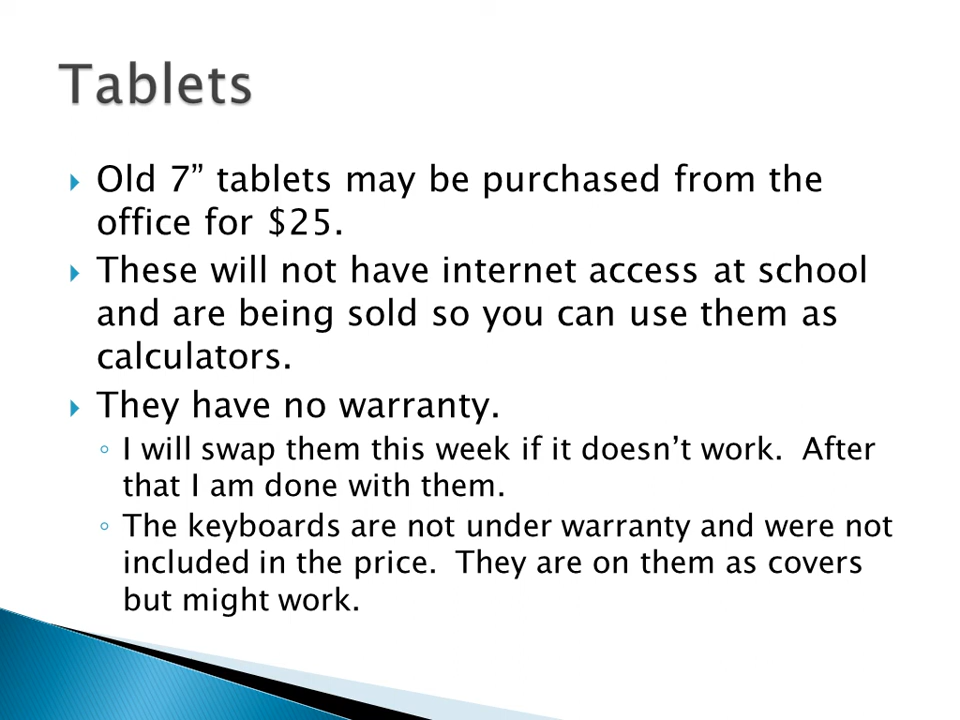 Tablets
Old 7” tablets may be purchased from the
office for $25.
These will not have internet access at school
and are being sold so you can use them as
calculators.
They have no warranty.
I will swap them this week if it doesn’t work.  After
that I am done with them.
The keyboards are not under warranty and were not
included in the price.  They are on them as covers
but might work.